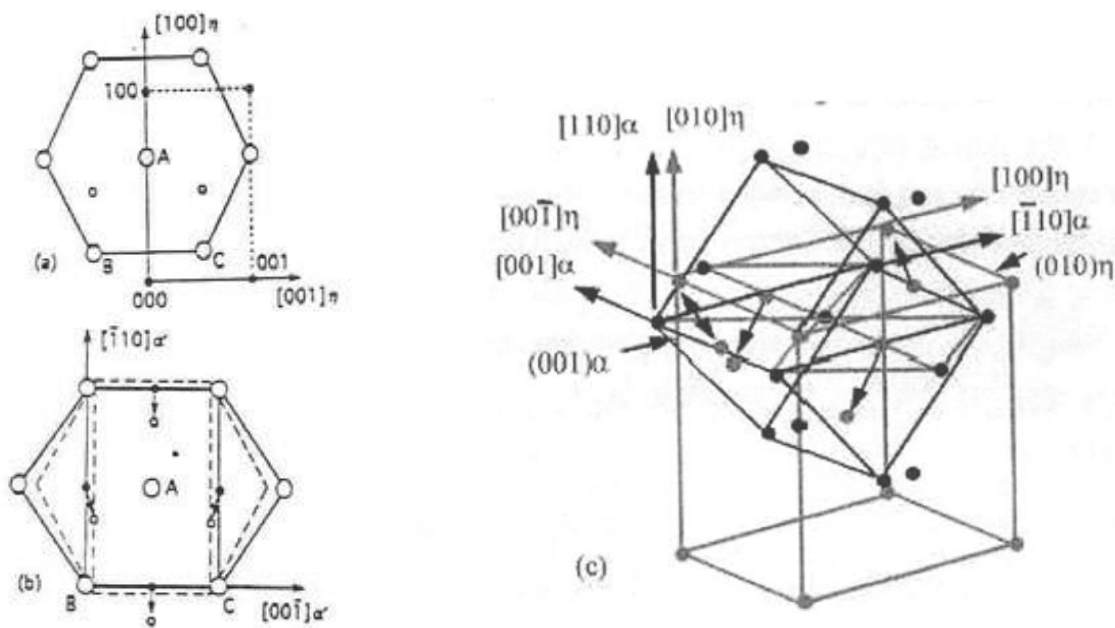 [100]η
100
A
(a)
B
C
001
000
[001]η
[1̅10]α'
A
(b)
B
C
[001̅]α'
[110]α
[010]η
[100]η
[001̅]η
[1̅10]α
[001]α
(010)η
(001)α
(c)